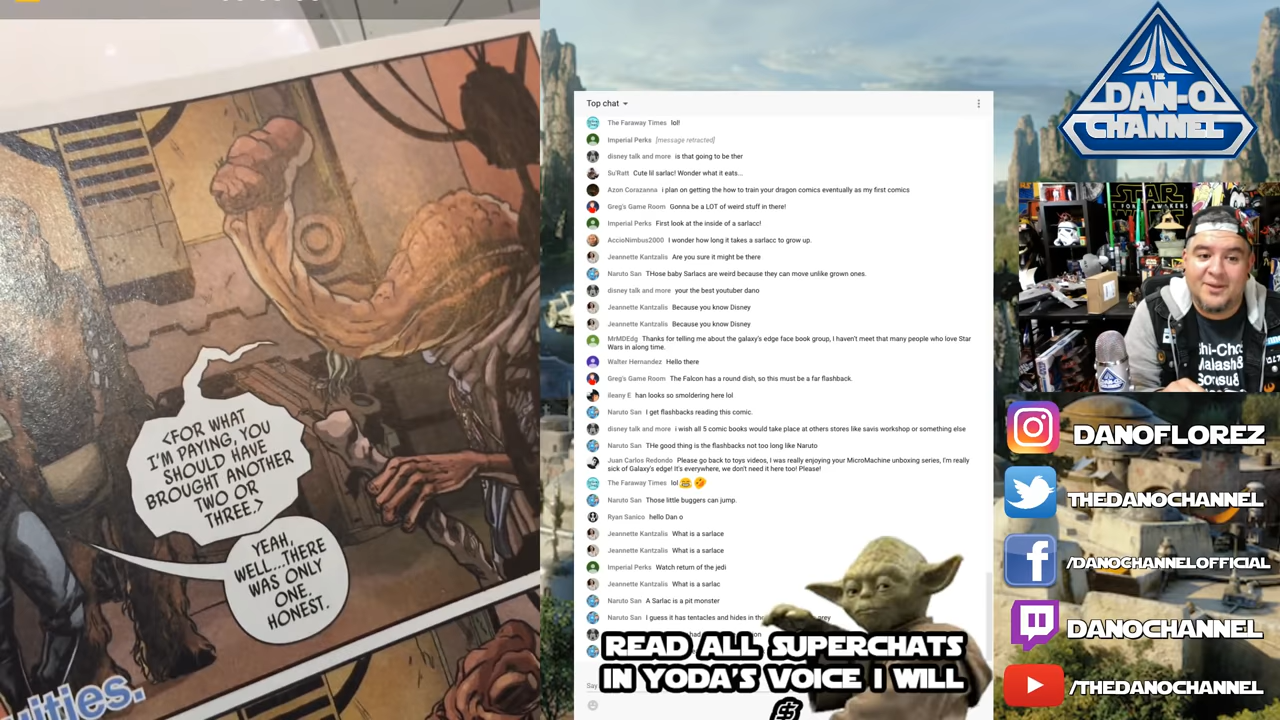 <FOR WHAT
I'M PAYING YOU
SHOULD HAVE
BROUGHT ANOTHER
TWO. OR
THREE.>
YEAH,
WELL, THERE
WAS ONLY
ONE.
HONEST.
Top chat
The Faraway Times lol!
Imperial Perks [message retracted]
disney talk and more is that going to be ther
Su'Ratt Cute lil sarlac! Wonder what it eats...
Azon Corazanna i plan on getting the how to train your dragon comics eventually as my first comics
Greg's Game Room Gonna be a LOT of weird stuff in there!
Imperial Perks First look at the inside of a sarlacc!
AccioNimbus2000 I wonder how long it takes a sarlacc to grow up.
Jeannette Kantzalis Are you sure it might be there
Naruto San THose baby Sarlacs are weird because they can move unlike grown ones.
disney talk and more your the best youtuber dano
Jeannette Kantzalis Because you know Disney
Jeannette Kantzalis Because you know Disney
MrMDEdg Thanks for telling me about the galaxy's edge face book group, I haven't meet that many people who love Star
Wars in along time.
Walter Hernandez Hello there
Greg's Game Room The Falcon has a round dish, so this must be a far flashback.
ileany E han looks so smoldering here lol
Naruto San I get flashbacks reading this comic.
disney talk and more i wish all 5 comic books would take place at others stores like savis workshop or something else
Naruto San THe good thing is the flashbacks not too long like Naruto
Juan Carlos Redondo Please go back to toys videos, I was really enjoying your MicroMachine unboxing series, I'm really
sick of Galaxy's edge! It's everywhere, we don't need it here too! Please!
The Faraway Times lol😂🤣
Naruto San Those little buggers can jump.
Ryan Sanico hello Dan o
Jeannette Kantzalis What is a sarlace
Jeannette Kantzalis What is a sarlace
Imperial Perks Watch return of the jedi
Jeannette Kantzalis What is a sarlac
Naruto San A Sarlac is a pit monster
Naruto San I guess it has tentacles and hides in
READ ALL SUPERCHATS
IN YODA'S VOICE I WILL
$
Say
THE
DAN-O
CHANNEL
STAR
WARS
DANOFLOREZ
THEDANOCHANNEL
/DANOCHANNELOFFICIAL
DANOCHANNEL
/THEDANOCHANNEL